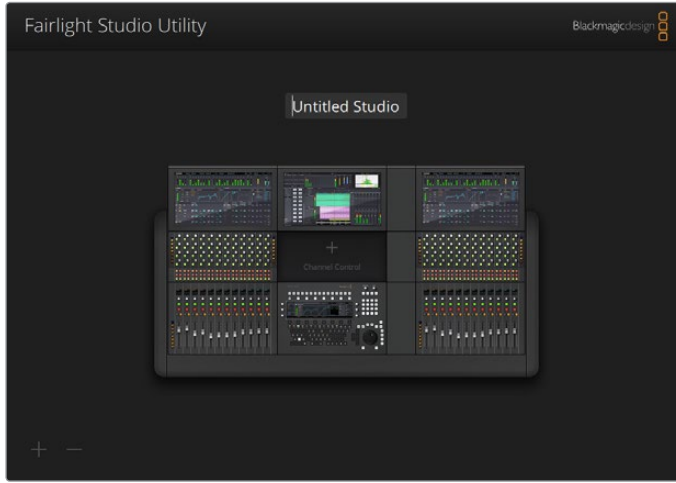 Fairlight Studio Utility
Blackmagicdesign
Untitled Studio
+
Channel Control
+ −